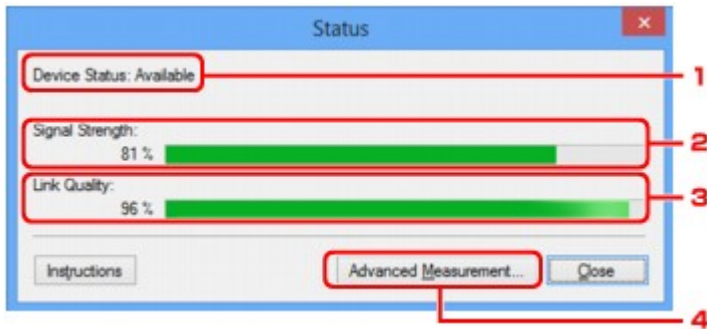 Status
Device Status: Available
1
Signal Strength:
81 %
2
Link Quality:
96 %
3
Instructions
Advanced Measurement...
Close
4